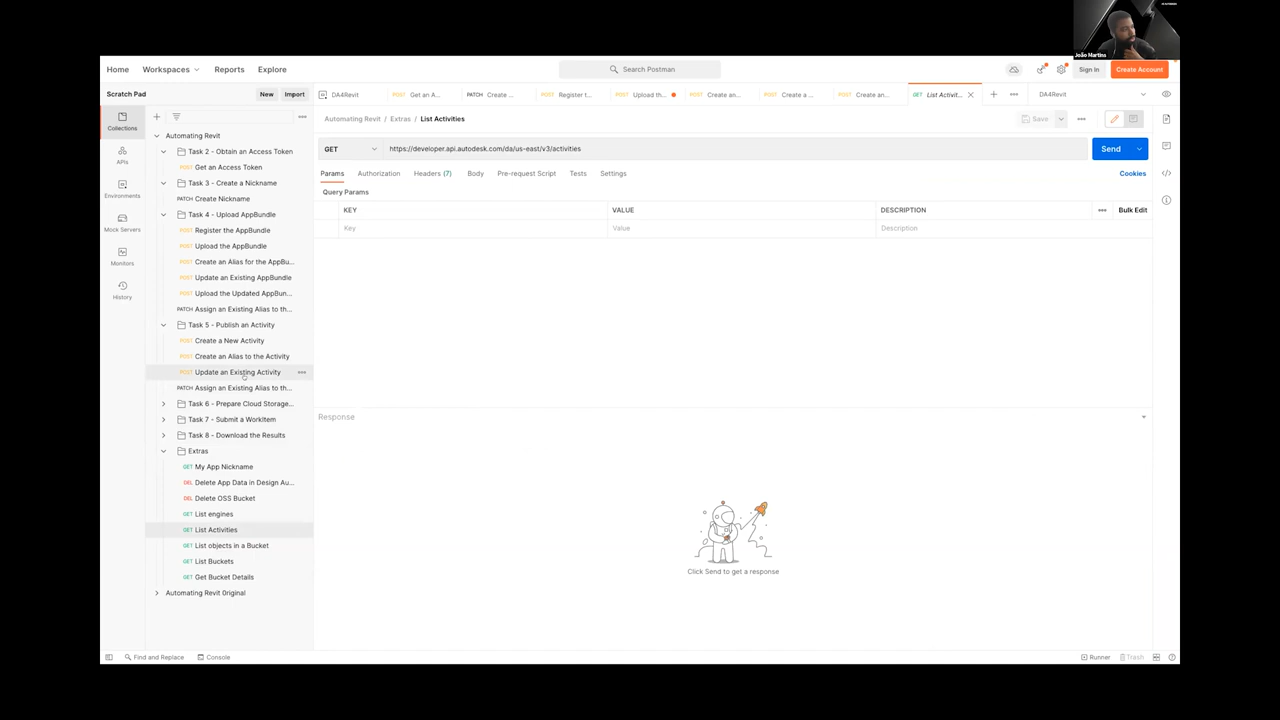 João Martins
Home Workspaces Reports Explore
Search Postman
Sign In Create Account
Scratch Pad New Import
DA4Revit POST Get an A... PATCH Create ... POST Register t... POST Upload th... POST Create an... POST Create a ... POST Create an... GET List Activit... DA4Revit
Collections
APIs
Environments
Mock Servers
Monitors
History
Automating Revit
Task 2 - Obtain an Access Token
POST Get an Access Token
Task 3 - Create a Nickname
PATCH Create Nickname
Task 4 - Upload AppBundle
POST Register the AppBundle
POST Upload the AppBundle
POST Create an Alias for the AppBu...
POST Update an Existing AppBundle
POST Upload the Updated AppBun...
PATCH Assign an Existing Alias to th...
Task 5 - Publish an Activity
POST Create a New Activity
POST Create an Alias to the Activity
POST Update an Existing Activity
PATCH Assign an Existing Alias to th...
Task 6 - Prepare Cloud Storage...
Task 7 - Submit a WorkItem
Task 8 - Download the Results
Extras
GET My App Nickname
DEL Delete App Data in Design Au...
DEL Delete OSS Bucket
GET List engines
GET List Activities
GET List objects in a Bucket
GET List Buckets
GET Get Bucket Details
Automating Revit Original
Automating Revit / Extras / List Activities
Save
GET https://developer.api.autodesk.com/da/us-east/v3/activities Send
Params Authorization Headers (7) Body Pre-request Script Tests Settings Cookies
Query Params
KEY VALUE DESCRIPTION Bulk Edit
Key Value Description
Response
Click Send to get a response
Find and Replace Console Runner Trash